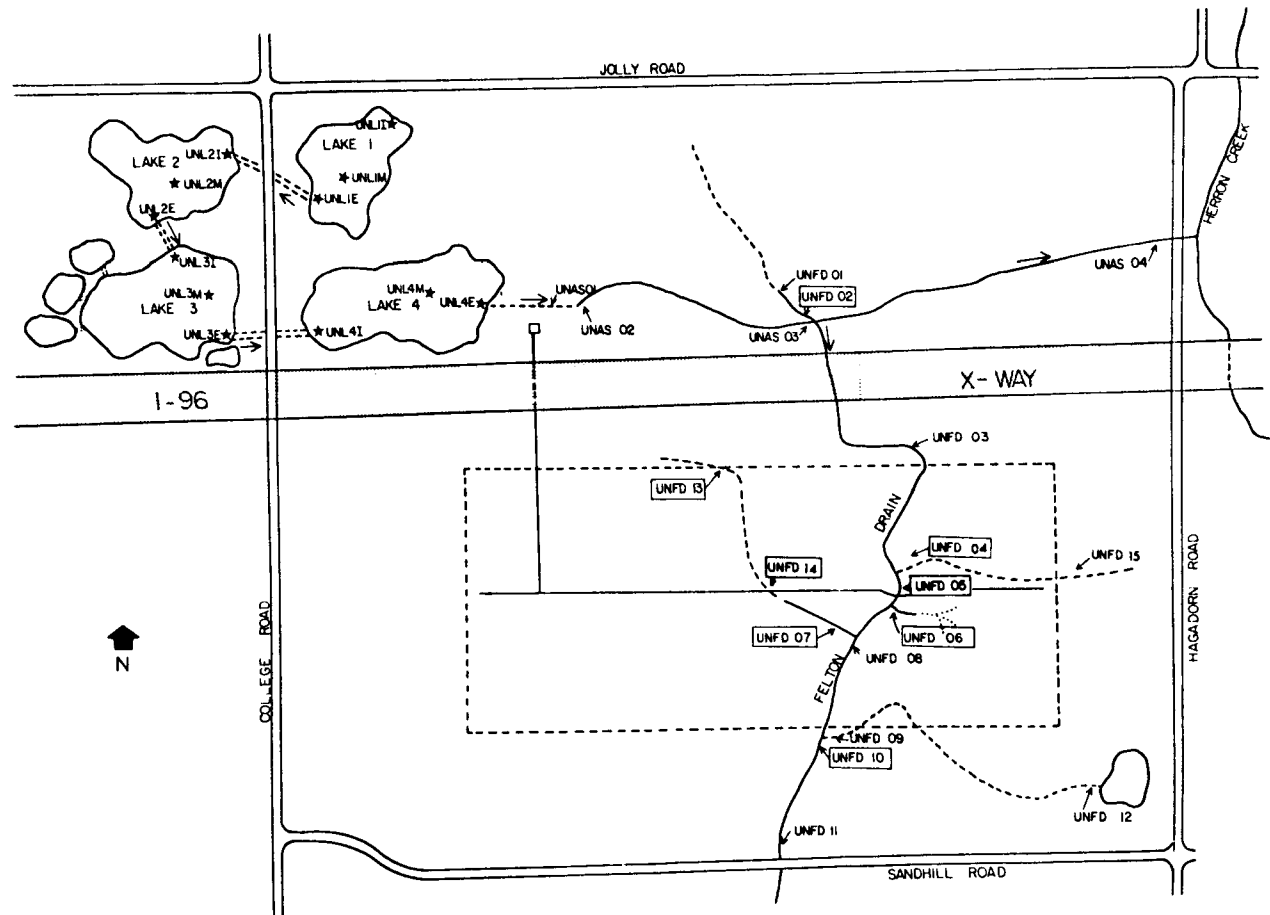 JOLLY ROAD
UNL1I
LAKE 1
LAKE 2
UNL2I
UNL2M
UNL1M
UNL1E
UNL2E
HERRON CREEK
UNL3I
UNAS 04
UNFD 01
UNL3M
LAKE 3
UNL4M
LAKE 4
UNL4E
UNAS01
UNFD 02
UNL3E
UNL4I
UNAS 02
UNAS 03
I-96
X-WAY
UNFD 03
UNFD 13
DRAIN
UNFD 04
UNFD 15
UNFD 14
UNFD 05
HAGADORN ROAD
N
COLLEGE ROAD
UNFD 07
UNFD 06
UNFD 08
FELTON
UNFD 09
UNFD 10
UNFD 12
UNFD 11
SANDHILL ROAD